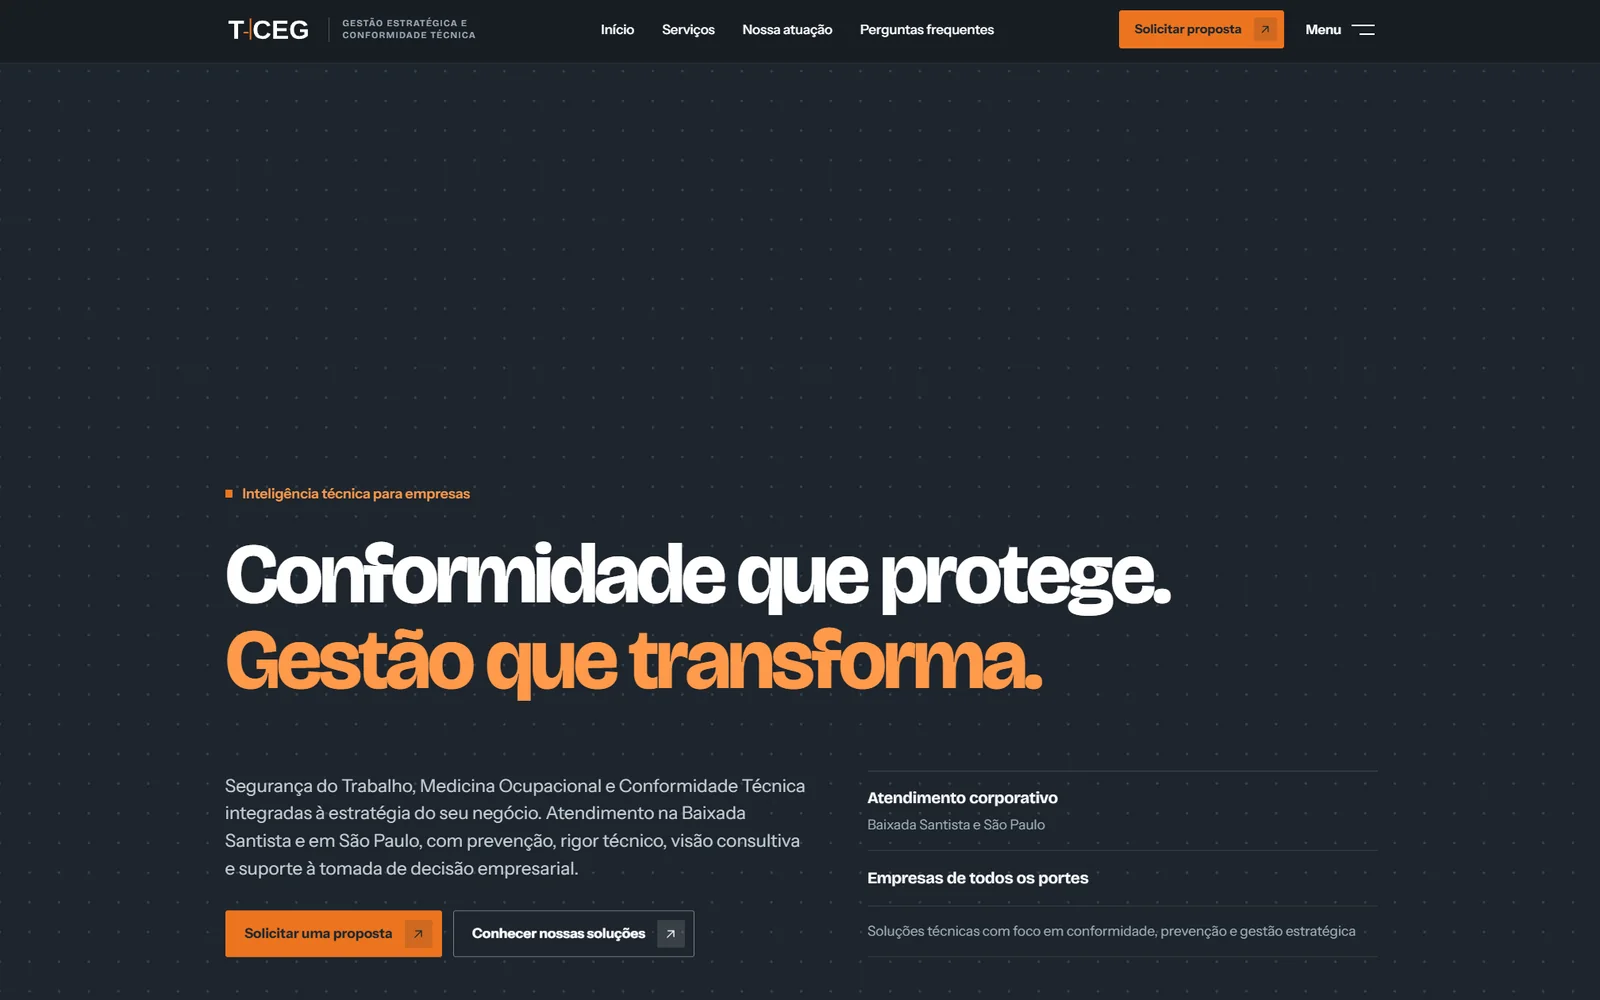 T-CEG
GESTÃO ESTRATÉGICA E
CONFORMIDADE TÉCNICA
Início
Serviços
Nossa atuação
Perguntas frequentes
Solicitar proposta
Menu
Inteligência técnica para empresas
Conformidade que protege.
Gestão que transforma.
Segurança do Trabalho, Medicina Ocupacional e Conformidade Técnica
integradas à estratégia do seu negócio. Atendimento na Baixada
Santista e em São Paulo, com prevenção, rigor técnico, visão consultiva
e suporte à tomada de decisão empresarial.
Solicitar uma proposta
Conhecer nossas soluções
Atendimento corporativo
Baixada Santista e São Paulo
Empresas de todos os portes
Soluções técnicas com foco em conformidade, prevenção e gestão estratégica